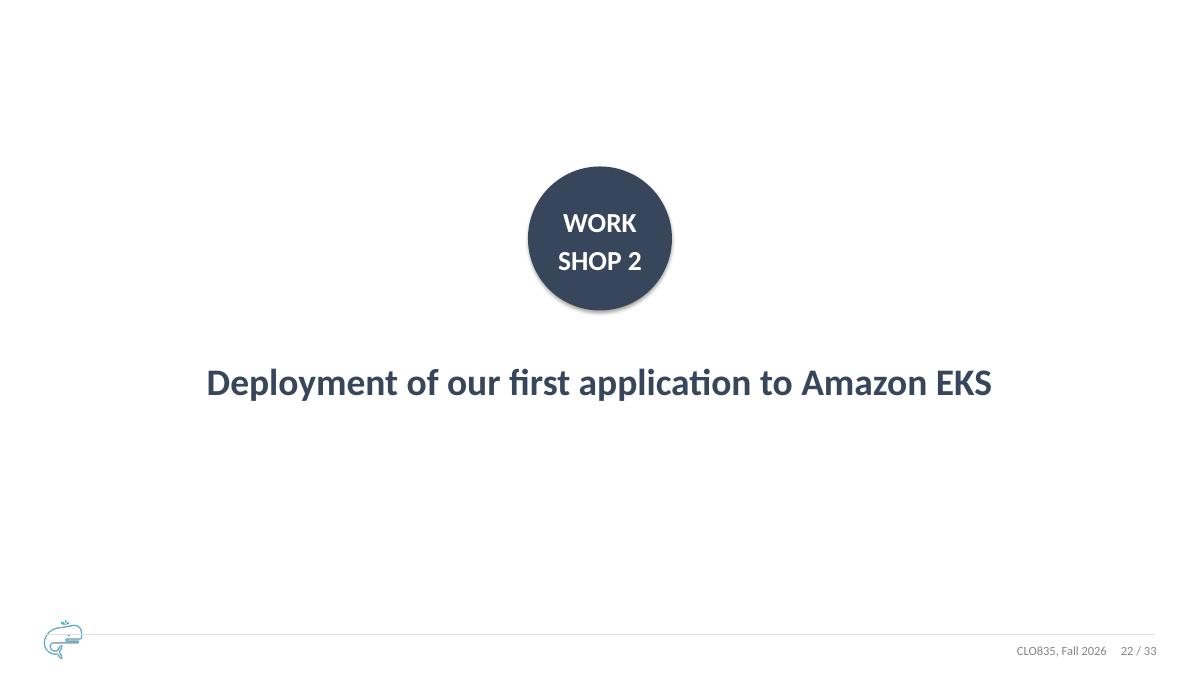 WORK
SHOP 2
Deployment of our first application to Amazon EKS
CLO835, Fall 2026 22 / 33